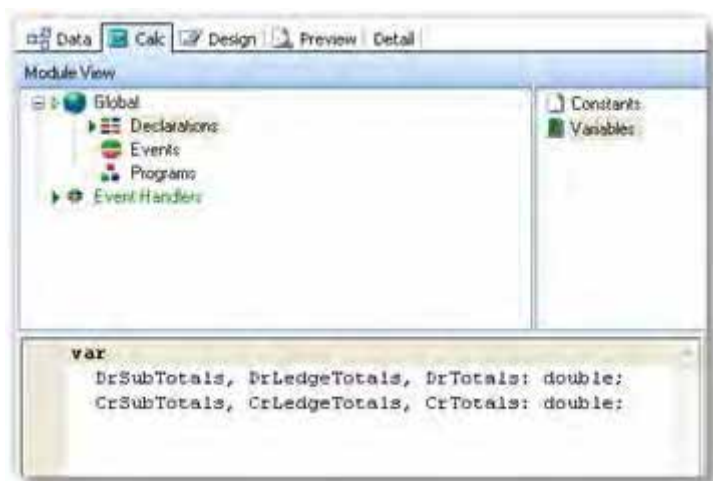 Data Calc Design Preview Detail
Module View
Global
Declarations
Events
Programs
Event Handlers
Constants
Variables
var
DrSubTotals, DrLedgeTotals, DrTotals: double;
CrSubTotals, CrLedgeTotals, CrTotals: double;